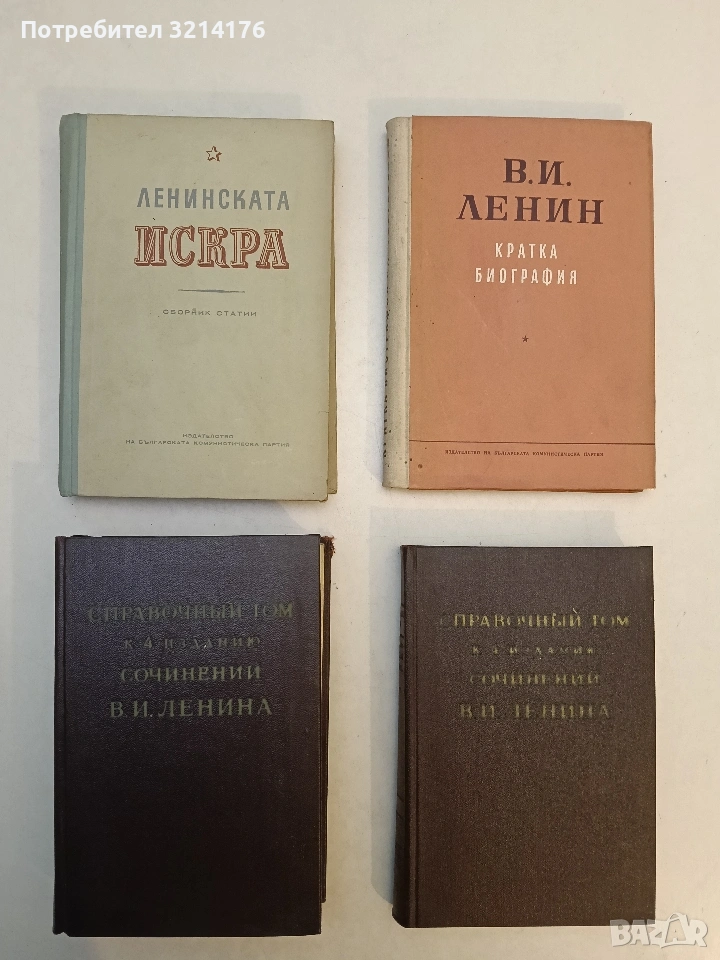 Потребител 3214176
ЛЕНИНСКАТА
ИСКРА
СБОРНИК СТАТИИ
ИЗДАТЕЛСТВО
НА БЪЛГАРСКАТА КОМУНИСТИЧЕСКА ПАРТИЯ
В.И.
ЛЕНИН
КРАТКА
БИОГРАФИЯ
ИЗДАТЕЛСТВО НА БЪЛГАРСКАТА КОМУНИСТИЧЕСКА ПАРТИЯ
СПРАВОЧНЫЙ ТОМ
К 4 ИЗДАНИЮ
СОЧИНЕНИЙ
В.И. ЛЕНИНА
СПРАВОЧНЫЙ ТОМ
К 4 ИЗДАНИЮ
СОЧИНЕНИЙ
В.И. ЛЕНИНА
BAZAR